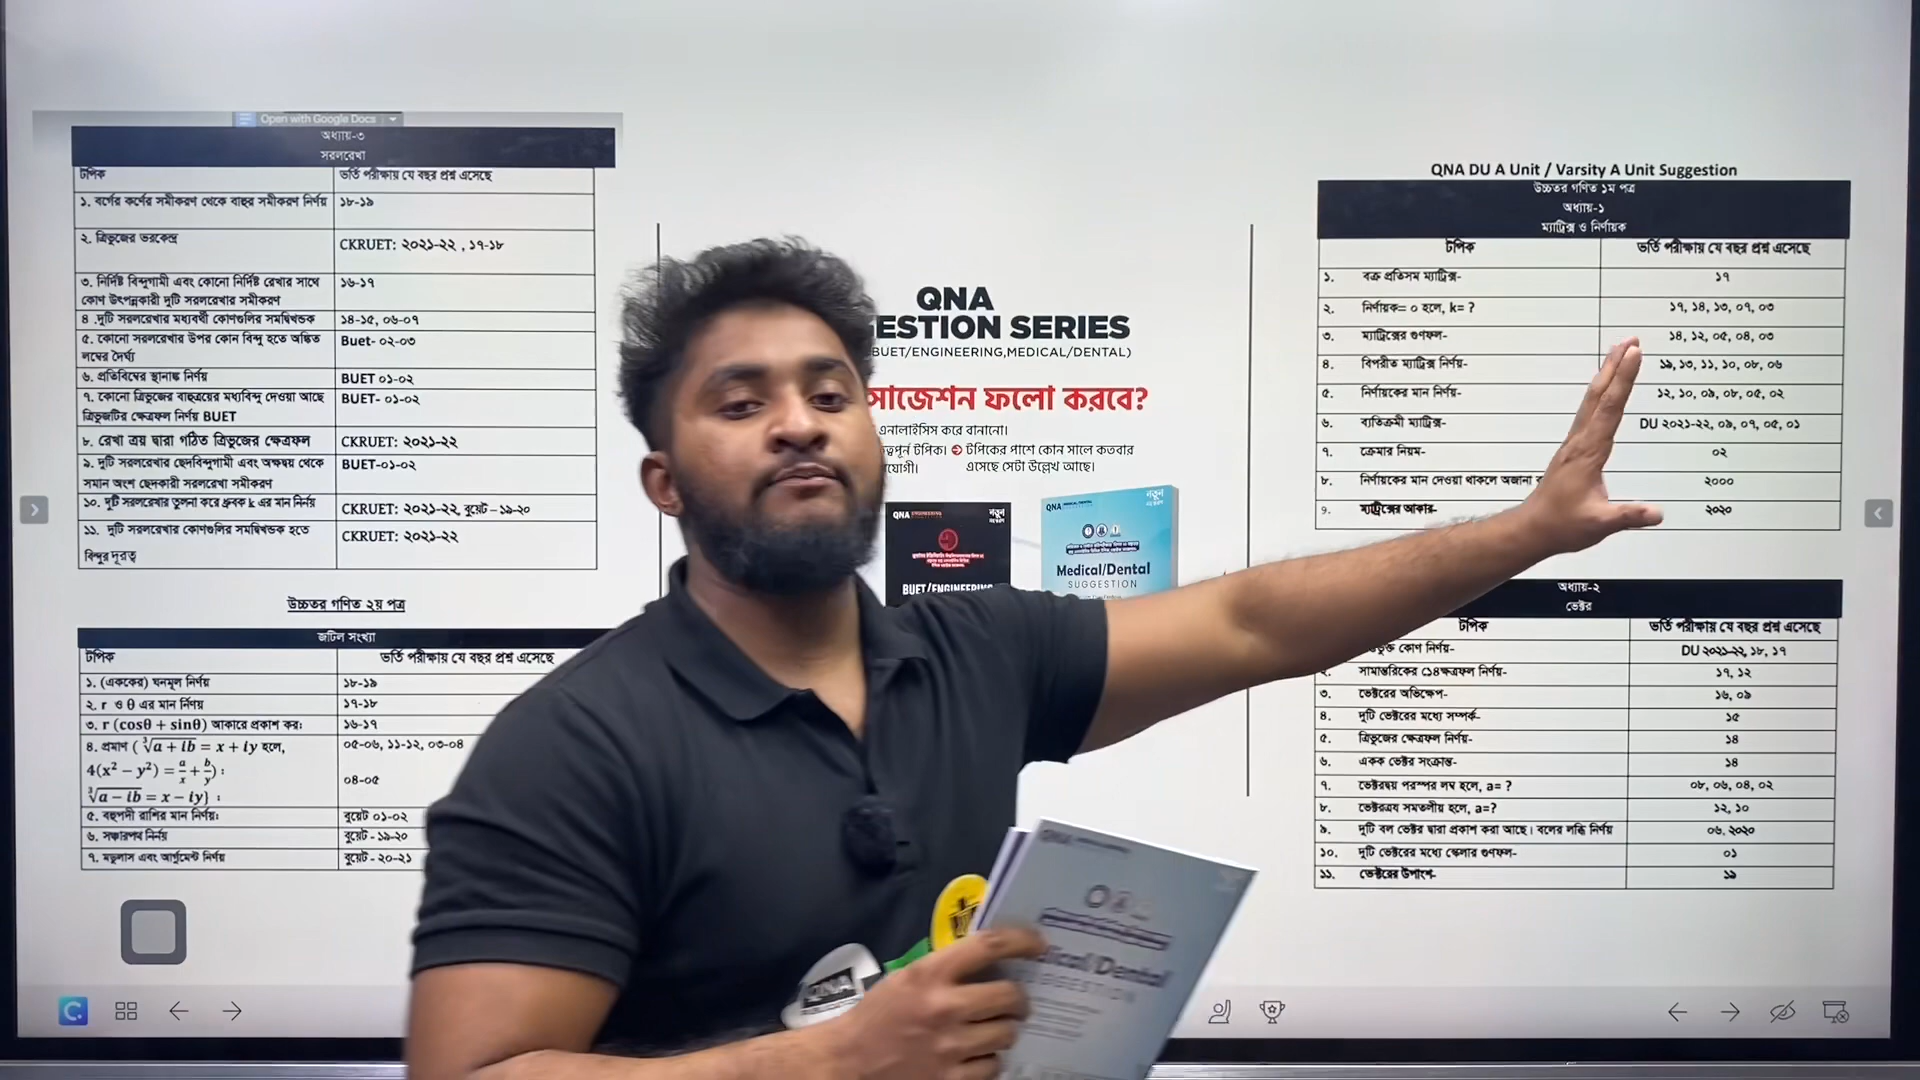 Open with Google Docs
অধ্যায়-৩
সরলরেখা
টপিক
ভর্তি পরীক্ষায় যে বছর প্রশ্ন এসেছে
১. বর্গের কর্ণের সমীকরণ থেকে বাহুর সমীকরণ নির্ণয়
১৮-১৯
২. ত্রিভুজের ভরকেন্দ্র
CKRUET: ২০২১-২২ , ১৭-১৮
৩. নির্দিষ্ট বিন্দুগামী এবং কোনো নির্দিষ্ট রেখার সাথে
কোণ উৎপন্নকারী দুটি সরলরেখার সমীকরণ
১৬-১৭
৪ .দুটি সরলরেখার মধ্যবর্থী কোণগুলির সমদ্বিখন্ডক
১৪-১৫, ০৬-০৭
৫. কোনো সরলরেখার উপর কোন বিন্দু হতে অঙ্কিত
লম্বের দৈর্ঘ্য
Buet- ০২-০৩
৬. প্রতিবিম্বের স্থানাঙ্ক নির্ণয়
BUET ০১-০২
৭. কোনো ত্রিভুজের বাহুত্রয়ের মধ্যবিন্দু দেওয়া আছে
ত্রিভুজটির ক্ষেত্রফল নির্ণয় BUET
BUET- ০১-০২
৮. রেখা ত্রয় দ্বারা গঠিত ত্রিভুজের ক্ষেত্রফল
CKRUET: ২০২১-২২
৯. দুটি সরলরেখার ছেদবিন্দুগামী এবং অক্ষদ্বয় থেকে
সমান অংশ ছেদকারী সরলরেখা সমীকরণ
BUET-০১-০২
১০. দুটি সরলরেখার তুলনা করে ধ্রুবক k এর মান নির্নয়
CKRUET: ২০২১-২২, বুয়েট – ১৯-২০
১১. দুটি সরলরেখার কোণগুলির সমদ্বিখন্ডক হতে
বিন্দুর দূরত্ব
CKRUET: ২০২১-২২
উচ্চতর গণিত ২য় পত্র
জটিল সংখ্যা
টপিক
ভর্তি পরীক্ষায় যে বছর প্রশ্ন এসেছে
১. (এককের) ঘনমূল নির্ণয়
১৮-১৯
২. r ও θ এর মান নির্ণয়
১৭-১৮
৩. r (cosθ + sinθ) আকারে প্রকাশ কর:
১৬-১৭
৪. প্রমাণ ( ∛a + ib = x + iy হলে,
০৫-০৬, ১১-১২, ০৩-০৪
4(x² − y²) = a/x + b/y) :
০৪-০৫
∛a − ib = x − iy} :
৫. বহুপদী রাশির মান নির্ণয়:
বুয়েট ০১-০২
৬. সঞ্চারপথ নির্নয়
বুয়েট - ১৯-২০
৭. মডুলাস এবং আর্গুমেন্ট নির্ণয়
বুয়েট - ২০-২১
QNA
ESTION SERIES
BUET/ENGINEERING,MEDICAL/DENTAL)
সাজেশন ফলো করবে?
এনালাইসিস করে বানানো।
ত্বপূর্ন টপিক। টপিকের পাশে কোন সালে কতবার
যোগী। এসেছে সেটা উল্লেখ আছে।
QNA
নতুন
BUET/ENGINEERING
QNA
নতুন
Medical/Dental
SUGGESTION
QNA DU A Unit / Varsity A Unit Suggestion
উচ্চতর গণিত ১ম পত্র
অধ্যায়-১
ম্যাট্রিক্স ও নির্ণায়ক
টপিক
ভর্তি পরীক্ষায় যে বছর প্রশ্ন এসেছে
১. বক্র প্রতিসম ম্যাট্রিক্স-
১৭
২. নির্ণায়ক= ০ হলে, k= ?
১৭, ১৪, ১৩, ০৭, ০৩
৩. ম্যাট্রিক্সের গুণফল-
১৪, ১২, ০৫, ০৪, ০৩
৪. বিপরীত ম্যাট্রিক্স নির্ণয়-
১৯, ১৩, ১১, ১০, ০৮, ০৬
৫. নির্ণায়কের মান নির্ণয়-
১২, ১০, ০৯, ০৮, ০৫, ০২
৬. ব্যতিক্রমী ম্যাট্রিক্স-
DU ২০২১-২২, ০৯, ০৭, ০৫, ০১
৭. ক্রেমার নিয়ম-
০২
৮. নির্ণায়কের মান দেওয়া থাকলে অজানা
২০০০
৯. ম্যাট্রিক্সের আকার-
২০২০
অধ্যায়-২
ভেক্টর
টপিক
ভর্তি পরীক্ষায় যে বছর প্রশ্ন এসেছে
কোণ নির্ণয়-
DU ২০২১-২২, ১৮, ১৭
২. সামান্তরিকের ক্ষেত্রফল নির্ণয়-
১৭, ১২
৩. ভেক্টরের অভিক্ষেপ-
১৬, ০৯
৪. দুটি ভেক্টরের মধ্যে সম্পর্ক-
১৫
৫. ত্রিভুজের ক্ষেত্রফল নির্ণয়-
১৪
৬. একক ভেক্টর সংক্রান্ত-
১৪
৭. ভেক্টরদ্বয় পরস্পর লম্ব হলে, a= ?
০৮, ০৬, ০৪, ০২
৮. ভেক্টরত্রয় সমতলীয় হলে, a=?
১২, ১০
৯. দুটি বল ভেক্টর দ্বারা প্রকাশ করা আছে। বলের লব্ধি নির্ণয়
০৬, ২০২০
১০. দুটি ভেক্টরের মধ্যে স্কেলার গুণফল-
০১
১১. ভেক্টরের উপাংশ-
১৯
QNA
dical/Dental